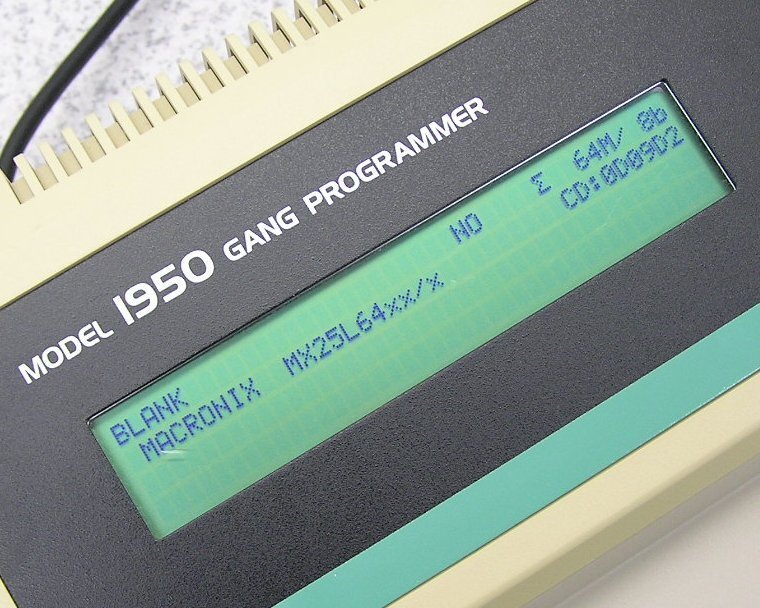 MODEL 1950 GANG PROGRAMMER
BLANK NO Σ 64M/ 8b
MACRONIX MX25L64xx/x CD:0D09D2